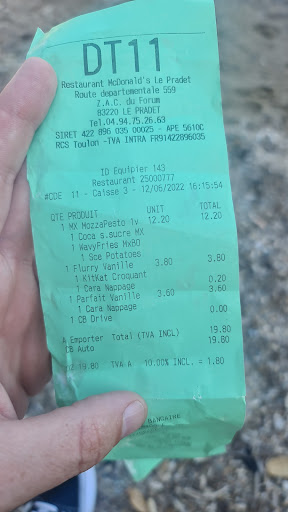 DT11
Restaurant McDonald's Le Pradet
Route departementale 559
Z.A.C. du Forum
83220 LE PRADET
Tel.04.94.75.26.63
SIRET 422 896 035 00025 - APE 5610C
RCS Toulon -TVA INTRA FR91422896035
ID Equipier 143
Restaurant 25000777
#CDE 11 - Caisse 3 - 12/06/2022 16:15:54
QTE PRODUIT UNIT TOTAL
1 MX MozzaPesto 1v 12.20 12.20
1 Coca s.sucre MX
1 WavyFries MxBO
1 Sce Potatoes
1 Flurry Vanille 3.80 3.80
1 KitKat Croquant
1 Cara Nappage 0.20
1 Parfait Vanille 3.60 3.60
1 Cara Nappage
1 CB Drive 0.00
A Emporter Total (TVA INCL) 19.80
CB Auto 19.80
19.80 TVA A 10.00% INCL. = 1.80
BANCAIRE